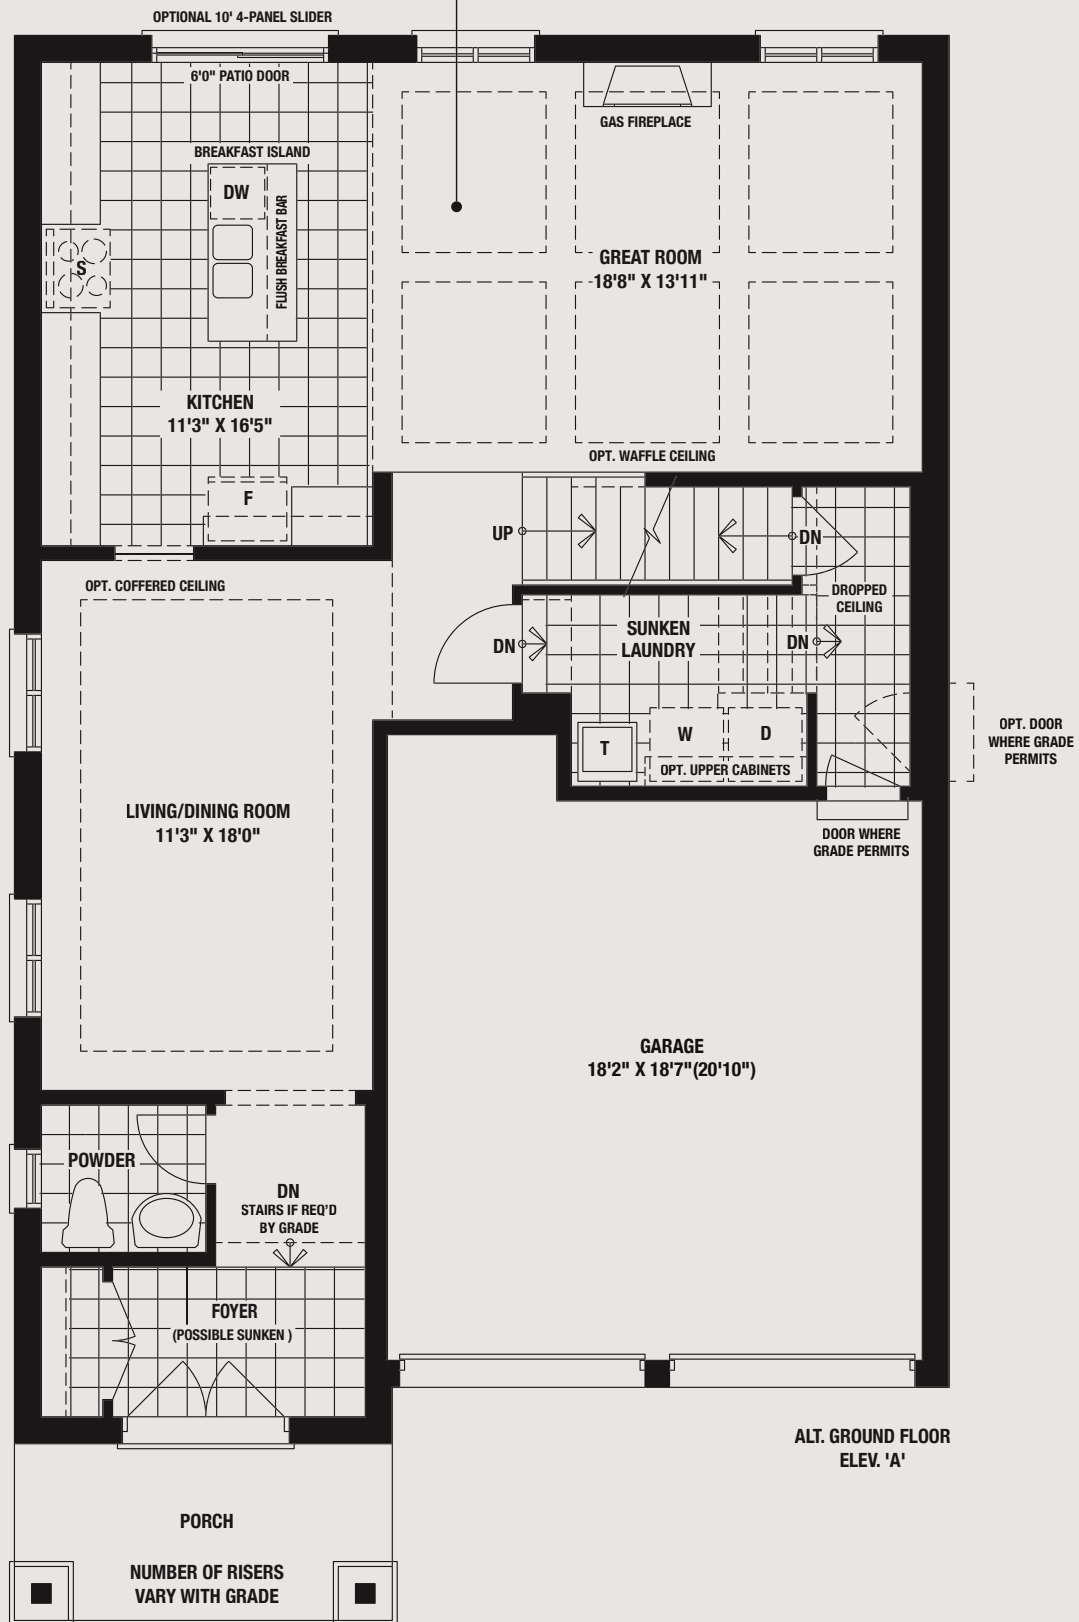 OPTIONAL 10' 4-PANEL SLIDER
6'0" PATIO DOOR
BREAKFAST ISLAND
DW
FLUSH BREAKFAST BAR
S
GAS FIREPLACE
GREAT ROOM
18'8" X 13'11"
KITCHEN
11'3" X 16'5"
OPT. WAFFLE CEILING
F
UP
DN
OPT. COFFERED CEILING
DROPPED
CEILING
DN
SUNKEN
LAUNDRY
DN
T
W
D
OPT. UPPER CABINETS
OPT. DOOR
WHERE GRADE
PERMITS
LIVING/DINING ROOM
11'3" X 18'0"
DOOR WHERE
GRADE PERMITS
GARAGE
18'2" X 18'7"(20'10")
POWDER
DN
STAIRS IF REQ'D
BY GRADE
FOYER
(POSSIBLE SUNKEN )
ALT. GROUND FLOOR
ELEV. 'A'
PORCH
NUMBER OF RISERS
VARY WITH GRADE